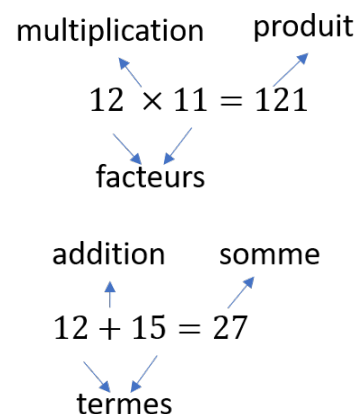 multiplication produit
12 × 11 = 121
facteurs
addition somme
12 + 15 = 27
termes